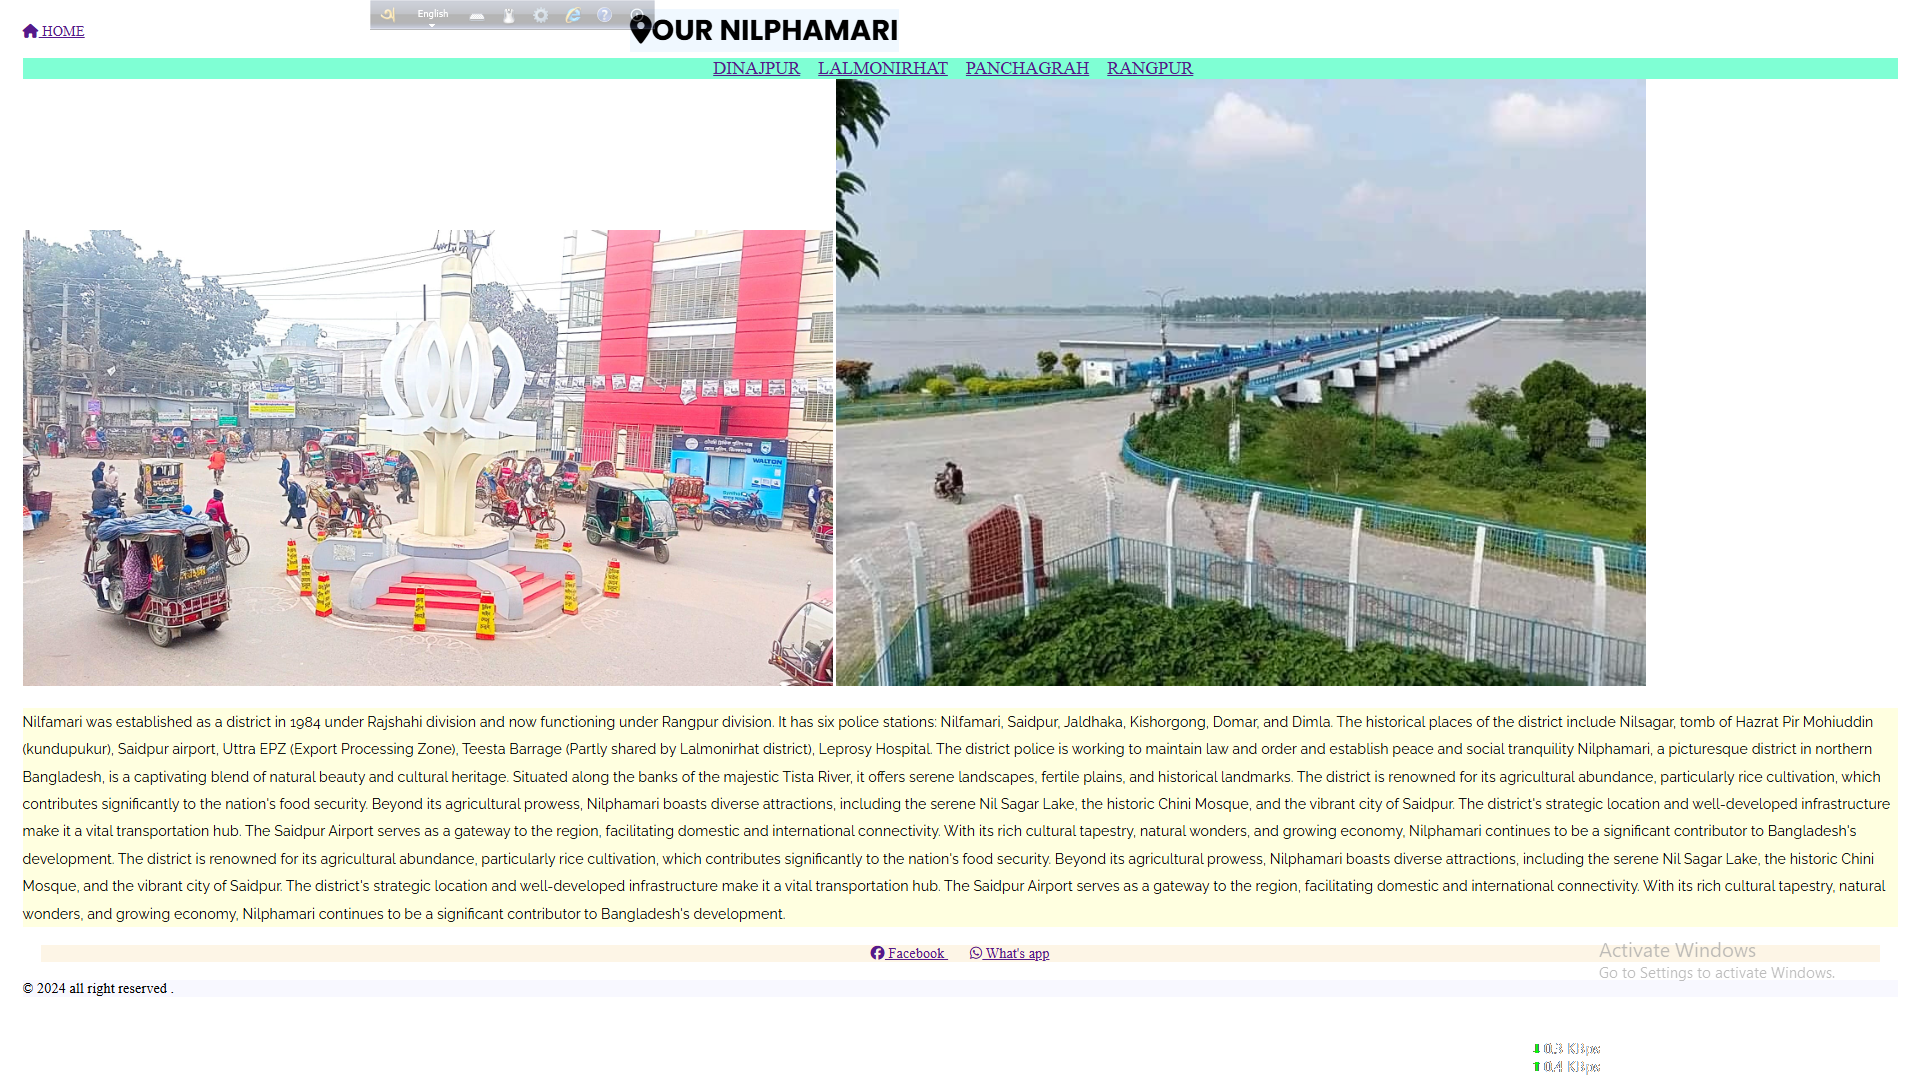 HOME
English
OUR NILPHAMARI
DINAJPUR LALMONIRHAT PANCHAGRAH RANGPUR
WALTON
Nilfamari was established as a district in 1984 under Rajshahi division and now functioning under Rangpur division. It has six police stations: Nilfamari, Saidpur, Jaldhaka, Kishorgong, Domar, and Dimla. The historical places of the district include Nilsagar, tomb of Hazrat Pir Mohiuddin
(kundupukur), Saidpur airport, Uttra EPZ (Export Processing Zone), Teesta Barrage (Partly shared by Lalmonirhat district), Leprosy Hospital. The district police is working to maintain law and order and establish peace and social tranquility Nilphamari, a picturesque district in northern
Bangladesh, is a captivating blend of natural beauty and cultural heritage. Situated along the banks of the majestic Tista River, it offers serene landscapes, fertile plains, and historical landmarks. The district is renowned for its agricultural abundance, particularly rice cultivation, which
contributes significantly to the nation's food security. Beyond its agricultural prowess, Nilphamari boasts diverse attractions, including the serene Nil Sagar Lake, the historic Chini Mosque, and the vibrant city of Saidpur. The district's strategic location and well-developed infrastructure
make it a vital transportation hub. The Saidpur Airport serves as a gateway to the region, facilitating domestic and international connectivity. With its rich cultural tapestry, natural wonders, and growing economy, Nilphamari continues to be a significant contributor to Bangladesh's
development. The district is renowned for its agricultural abundance, particularly rice cultivation, which contributes significantly to the nation's food security. Beyond its agricultural prowess, Nilphamari boasts diverse attractions, including the serene Nil Sagar Lake, the historic Chini
Mosque, and the vibrant city of Saidpur. The district's strategic location and well-developed infrastructure make it a vital transportation hub. The Saidpur Airport serves as a gateway to the region, facilitating domestic and international connectivity. With its rich cultural tapestry, natural
wonders, and growing economy, Nilphamari continues to be a significant contributor to Bangladesh's development.
Facebook What's app
Activate Windows
Go to Settings to activate Windows.
© 2024 all right reserved .
0.3 KBps
0.4 KBps